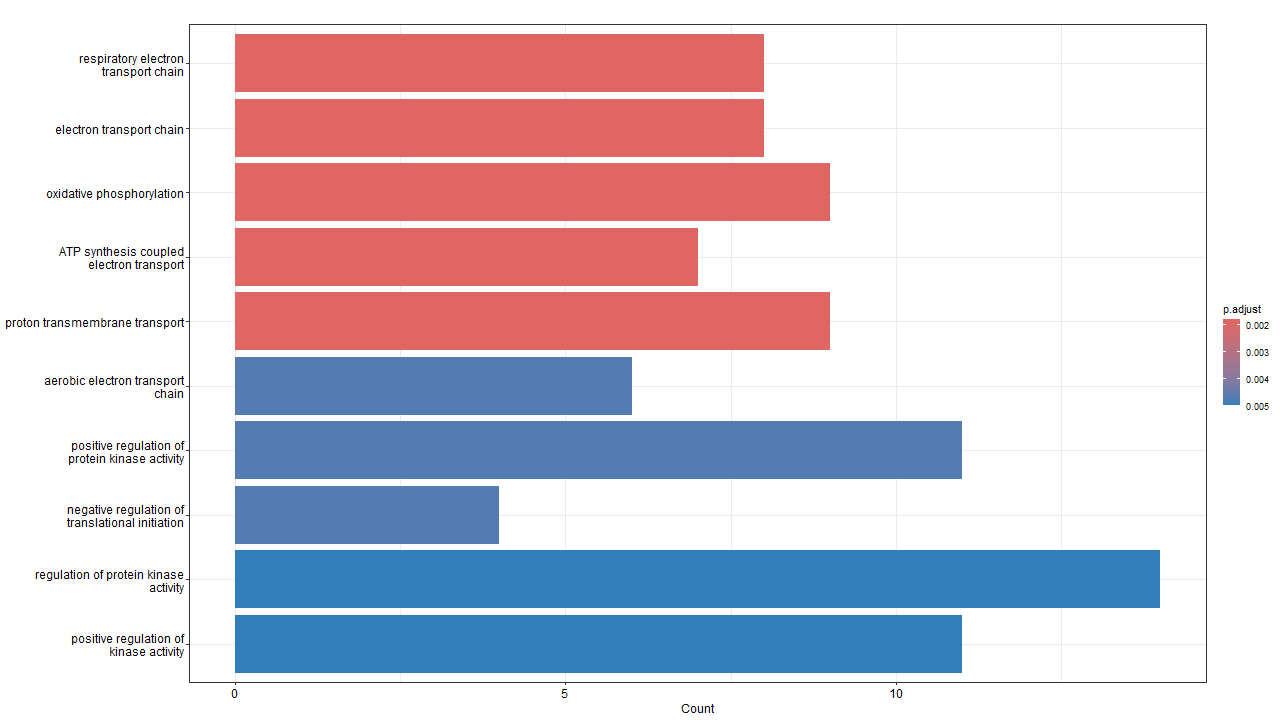 respiratory electron
transport chain
electron transport chain
oxidative phosphorylation
ATP synthesis coupled
electron transport
proton transmembrane transport
aerobic electron transport
chain
positive regulation of
protein kinase activity
negative regulation of
translational initiation
regulation of protein kinase
activity
positive regulation of
kinase activity
0
5
10
Count
p.adjust
0.002
0.003
0.004
0.005